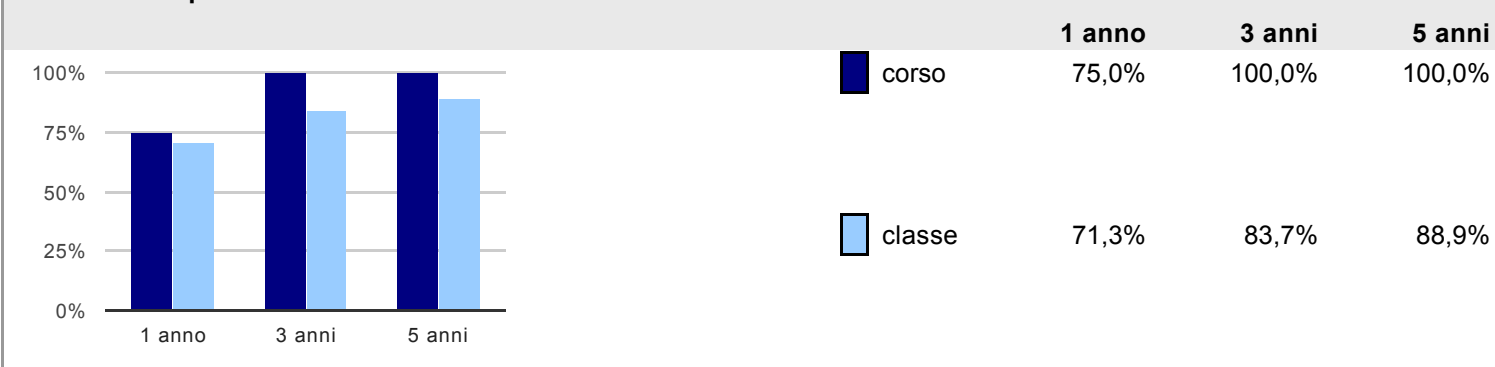 1 anno 3 anni 5 anni
100%
75%
50%
25%
0%
1 anno 3 anni 5 anni
corso 75,0% 100,0% 100,0%
classe 71,3% 83,7% 88,9%